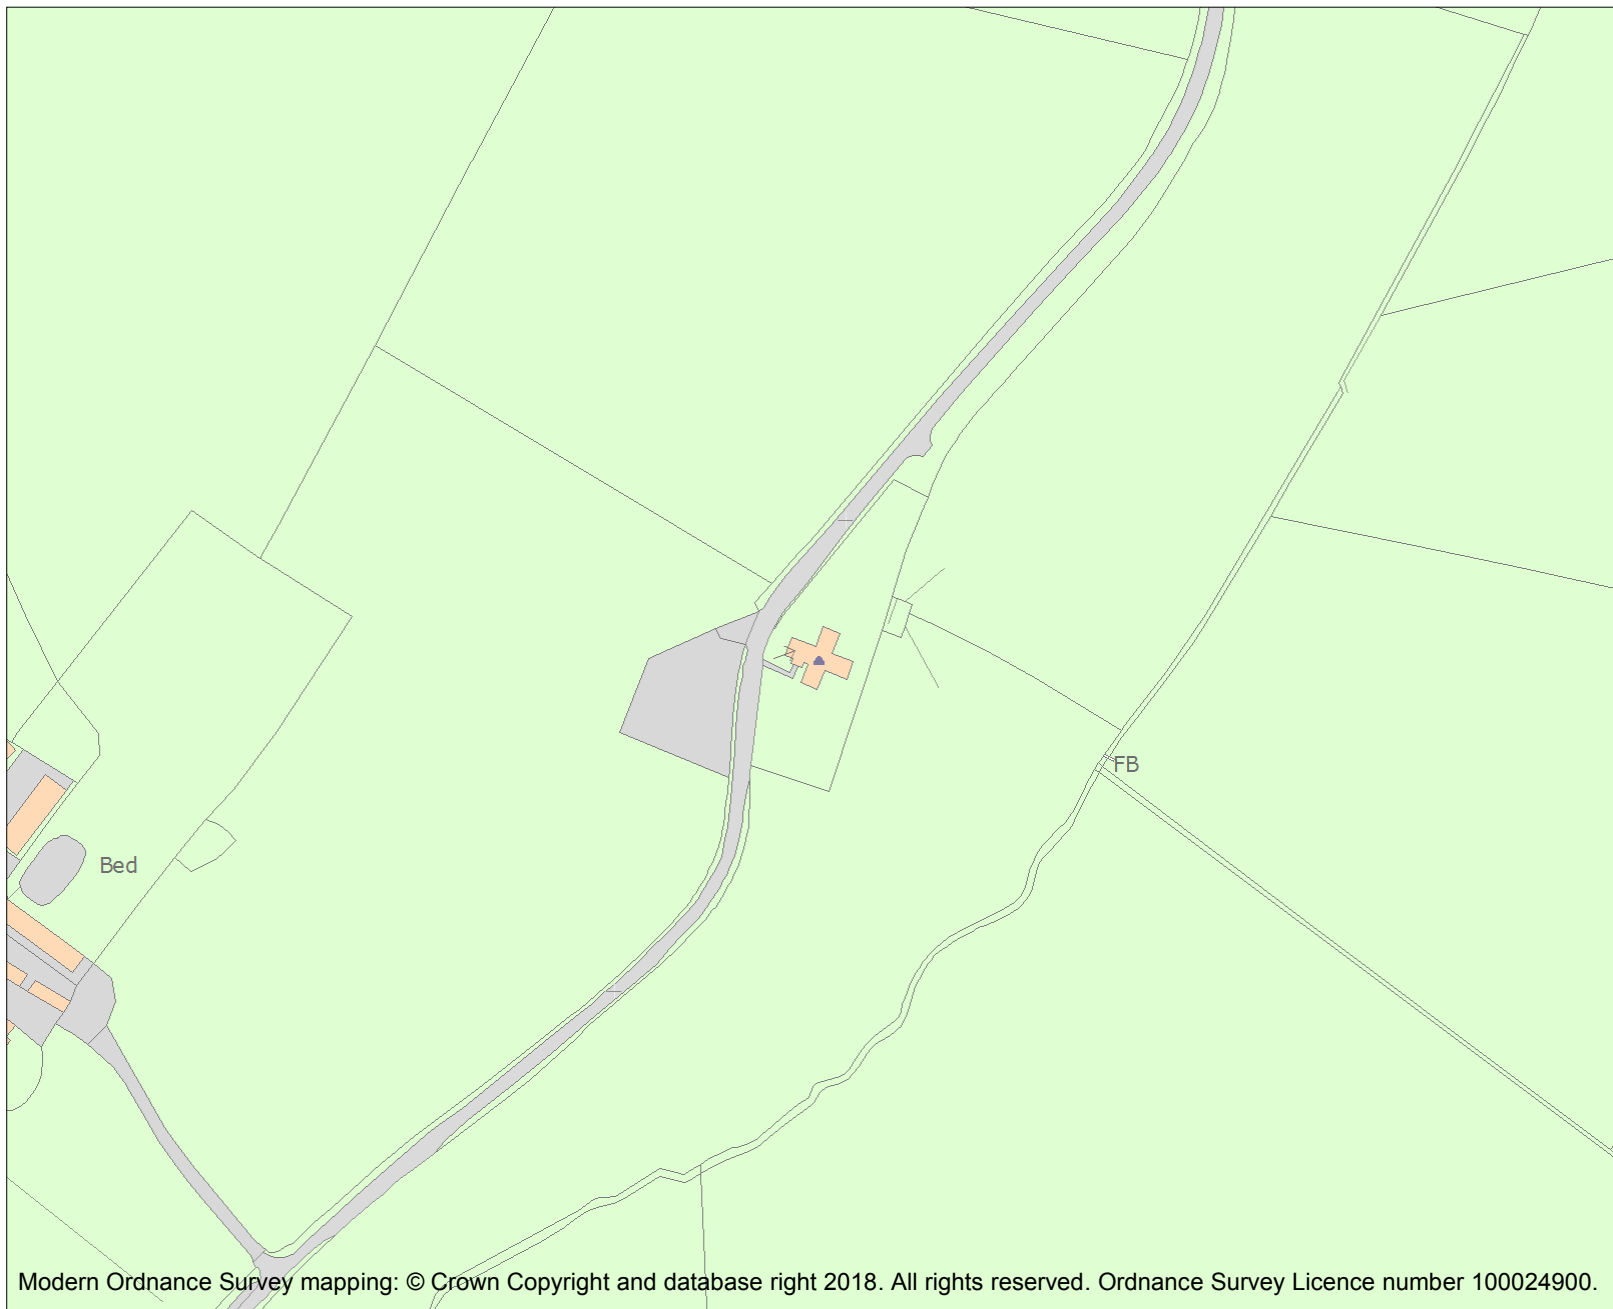 FB
Bed
Modern Ordnance Survey mapping: © Crown Copyright and database right 2018. All rights reserved. Ordnance Survey Licence number 100024900.